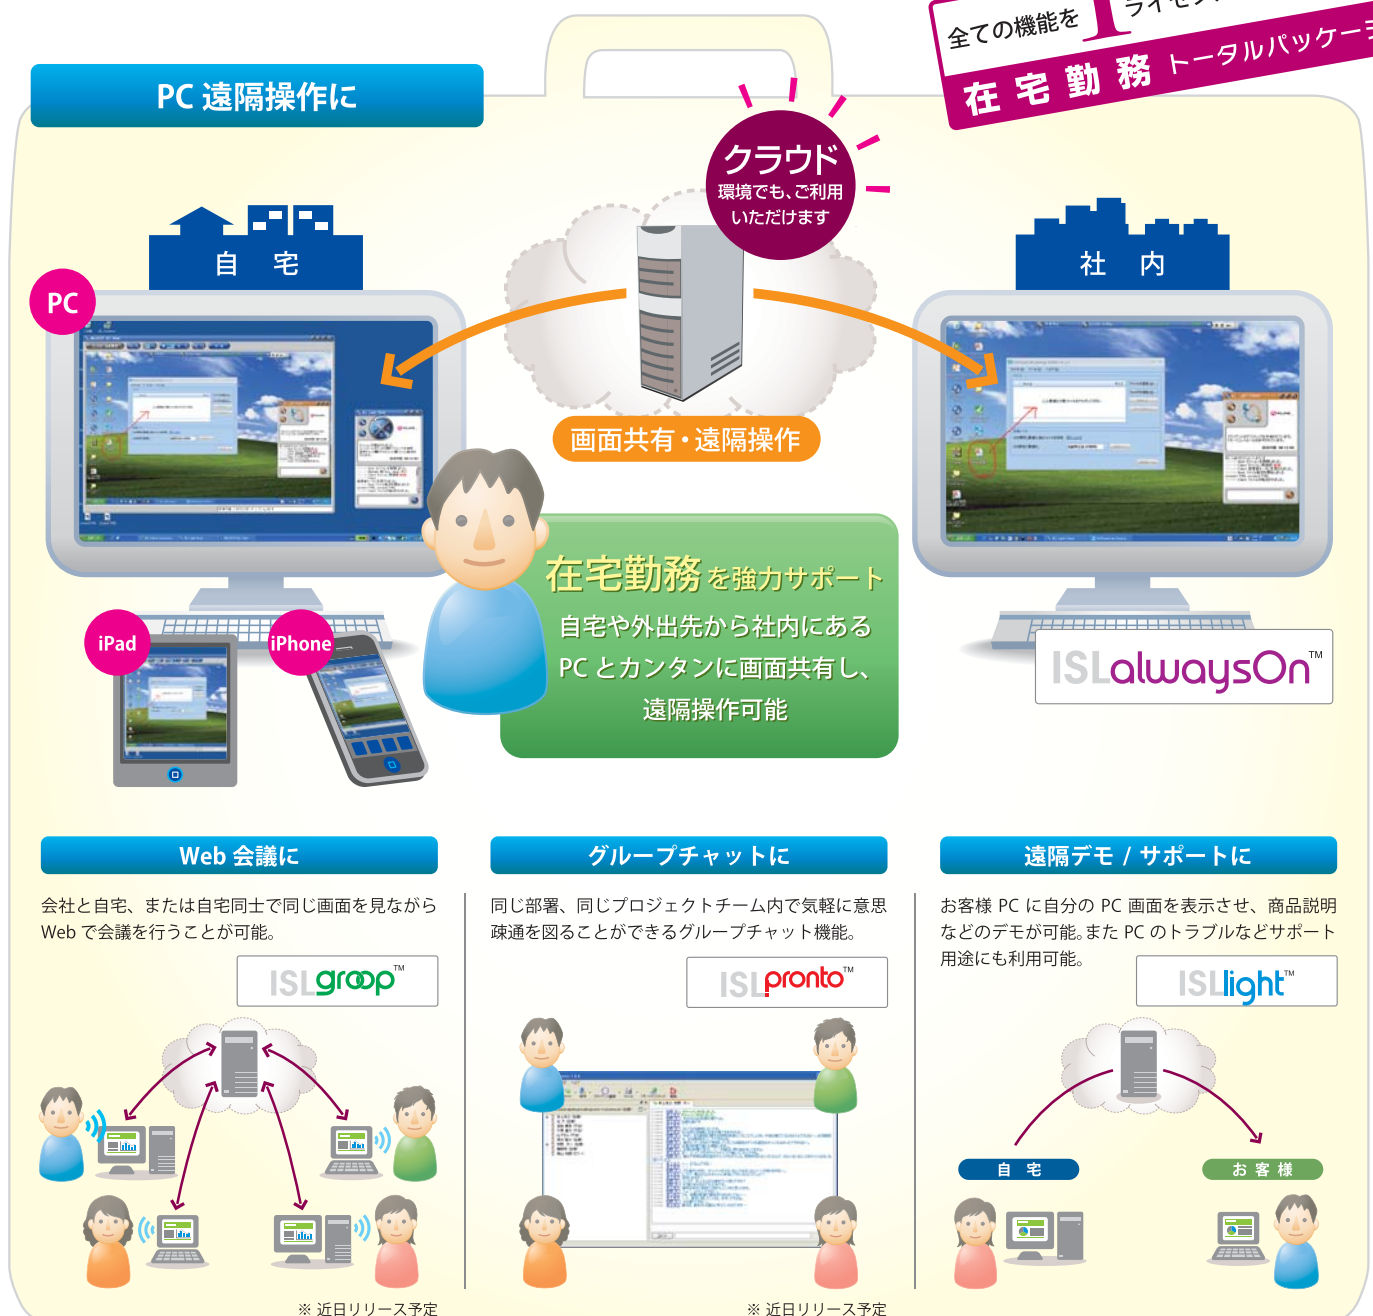 全ての機能を
1
在宅勤務 トータルパッケー
PC 遠隔操作に
クラウド
環境でも、ご利用
いただけます
自 宅
社 内
PC
画面共有・遠隔操作
在宅勤務を強力サポート
自宅や外出先から社内にある
PC とカンタンに画面共有し、
遠隔操作可能
iPad
iPhone
ISL alwaysOn™
Web 会議に
会社と自宅、または自宅同士で同じ画面を見ながら
Web で会議を行うことが可能。
ISL groop™
※ 近日リリース予定
グループチャットに
同じ部署、同じプロジェクトチーム内で気軽に意思
疎通を図ることができるグループチャット機能。
ISL pronto™
※ 近日リリース予定
遠隔デモ / サポートに
お客様 PC に自分の PC 画面を表示させ、商品説明
などのデモが可能。また PC のトラブルなどサポート
用途にも利用可能。
ISL light™
自 宅
お 客 様